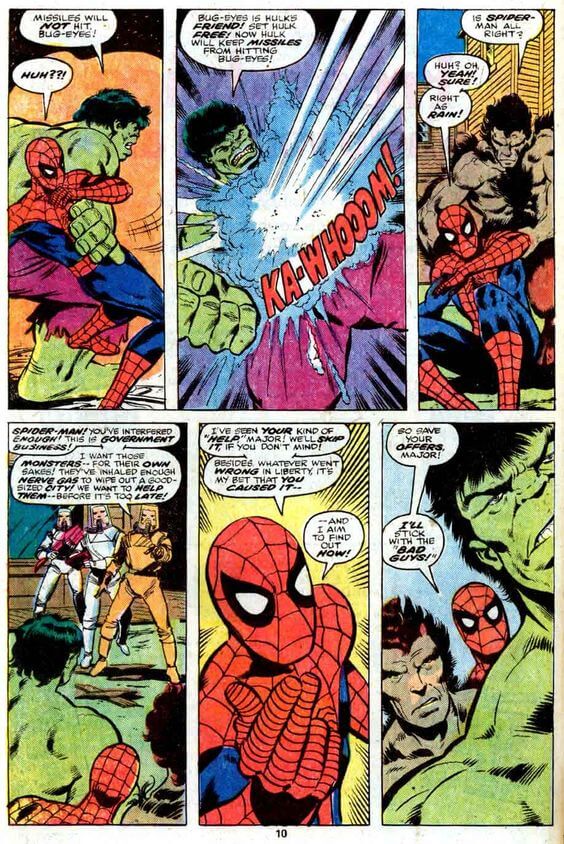 MISSILES WILL
NOT HIT,
BUG-EYES!
HUH??!
BUG-EYES IS HULK'S
FRIEND! SET HULK
FREE! NOW HULK
WILL KEEP MISSILES
FROM HITTING
BUG-EYES!
KA-WHOOOM!
IS SPIDER-
MAN ALL
RIGHT?
HUH? OH,
YEAH!
SURE!
RIGHT
AS
RAIN!
SPIDER-MAN! YOU'VE INTERFERED
ENOUGH! THIS IS GOVERNMENT
BUSINESS!
I WANT THOSE
MONSTERS--FOR THEIR OWN
SAKES! THEY'VE INHALED ENOUGH
NERVE GAS TO WIPE OUT A GOOD-
SIZED CITY! WE WANT TO HELP
THEM--BEFORE IT'S TOO LATE!
I'VE SEEN YOUR KIND OF
"HELP," MAJOR! WE'LL SKIP
IT, IF YOU DON'T MIND!
BESIDES, WHATEVER WENT
WRONG IN LIBERTY, IT'S
MY BET THAT YOU
CAUSED IT--
--AND
I AIM
TO FIND
OUT
HOW!
SO SAVE
YOUR
OFFERS,
MAJOR!
I'LL
STICK
WITH THE
"BAD
GUYS!"
10